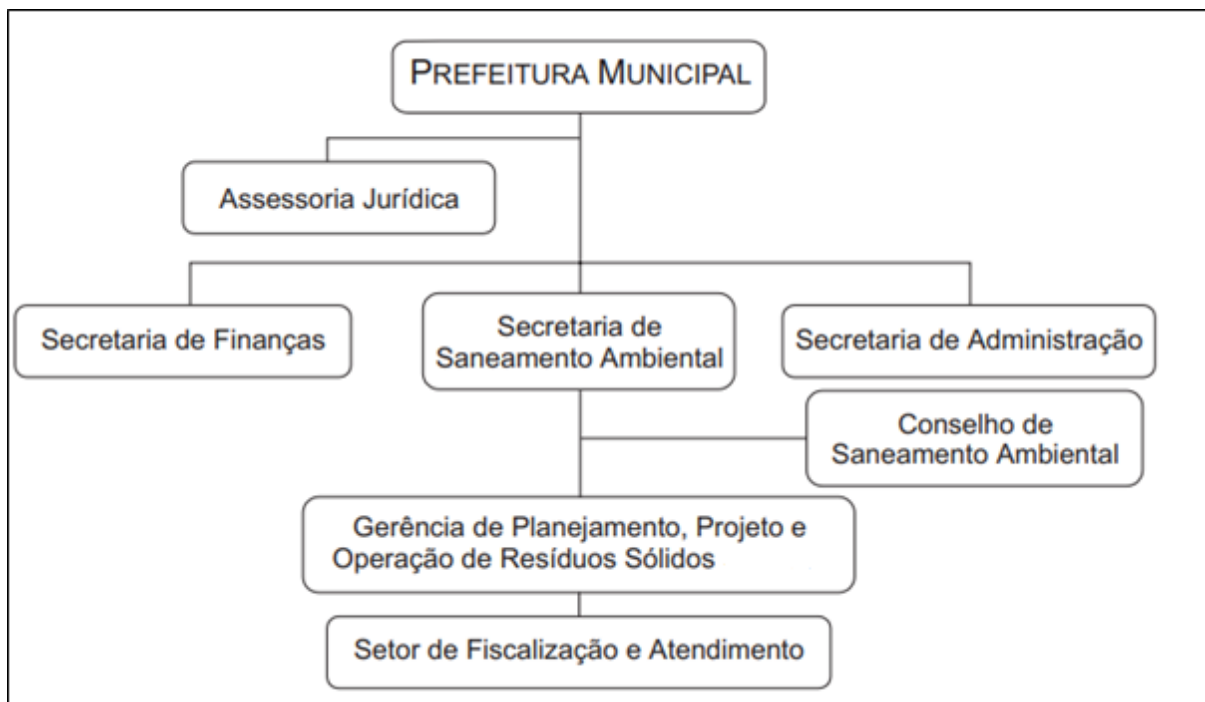 PREFEITURA MUNICIPAL
Assessoria Jurídica
Secretaria de Finanças
Secretaria de
Saneamento Ambiental
Secretaria de Administração
Conselho de
Saneamento Ambiental
Gerência de Planejamento, Projeto e
Operação de Resíduos Sólidos
Setor de Fiscalização e Atendimento